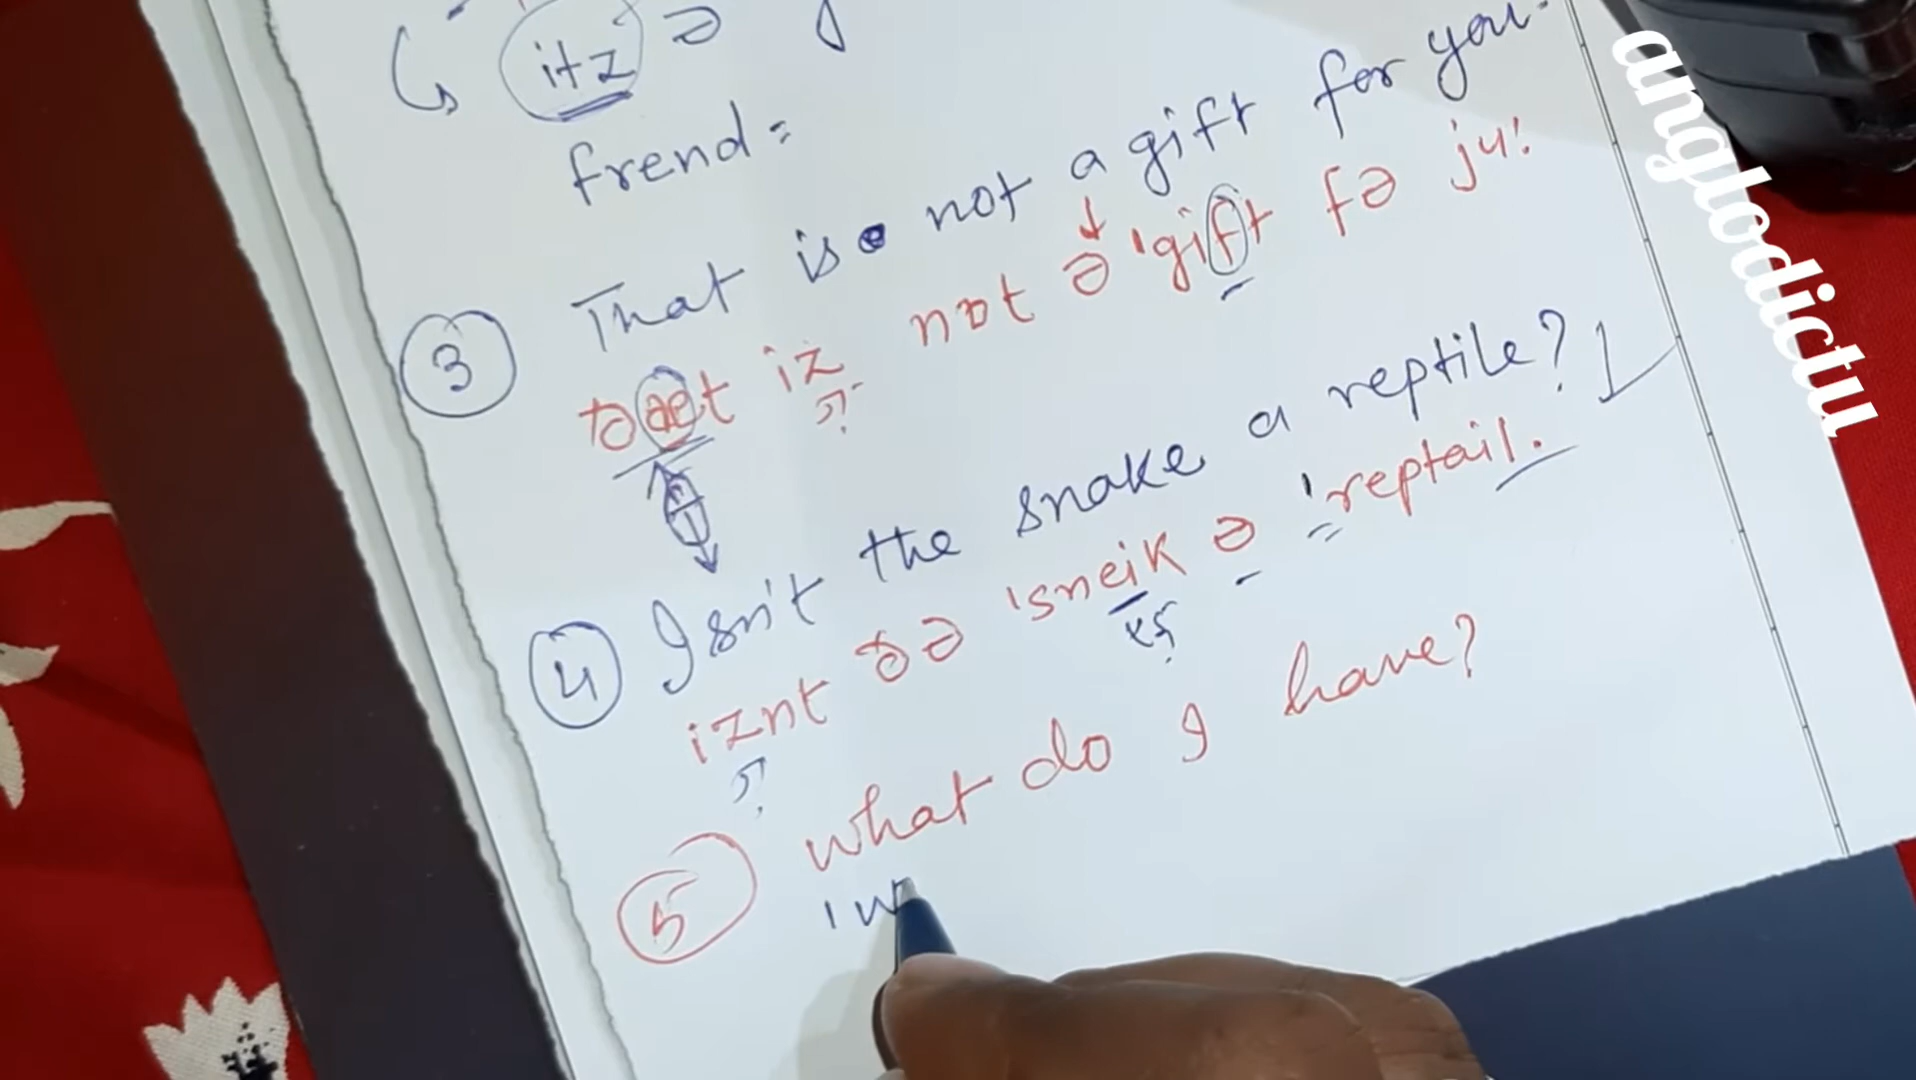 itz ə
frend =
③ That is not a gift for you.
ðæt iz nɒt ə 'gift fə ju:
④ Isn't the snake a reptile?
iznt ðə 'sneik ə 'reptail.
⑤ What do I have?
'w
anglodictu